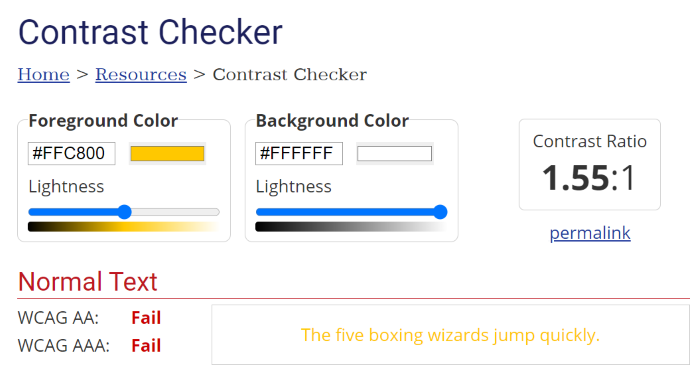 Contrast Checker
Home > Resources > Contrast Checker
Foreground Color
#FFC800
Lightness
Background Color
#FFFFFF
Lightness
Contrast Ratio
1.55:1
permalink
Normal Text
WCAG AA: Fail
WCAG AAA: Fail
The five boxing wizards jump quickly.